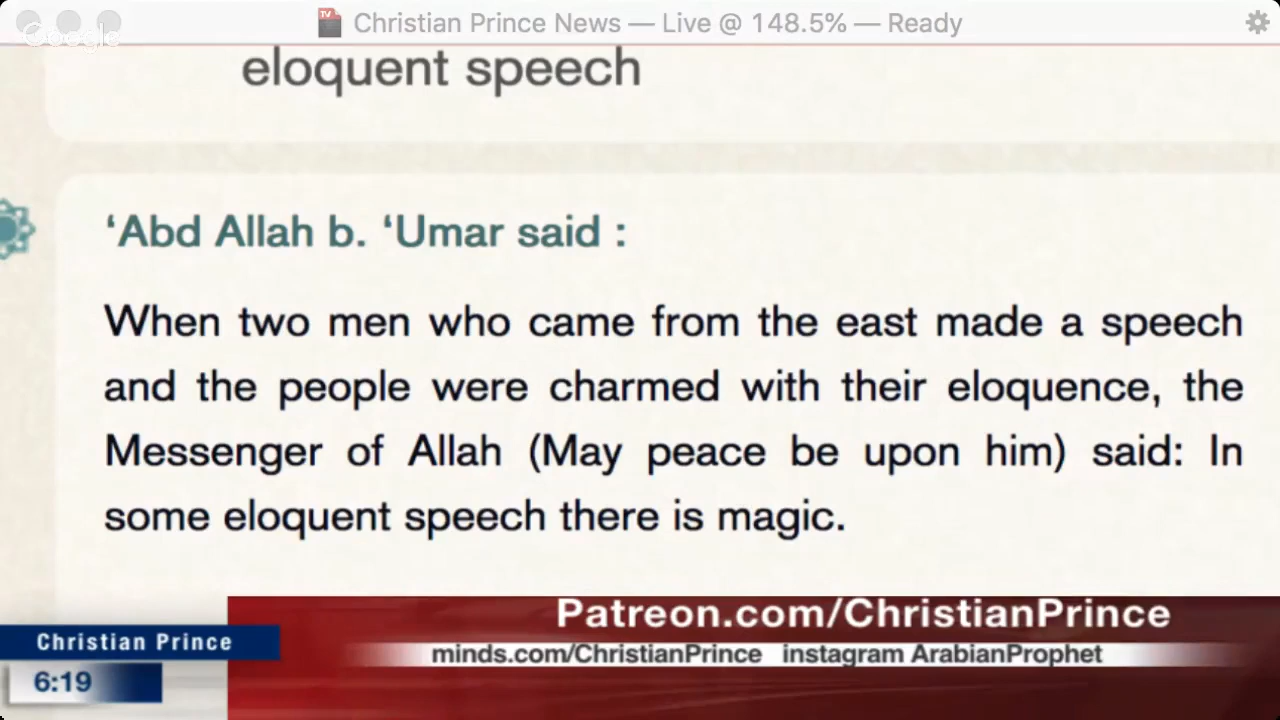 Christian Prince News — Live @ 148.5% — Ready
Google
eloquent speech
‘Abd Allah b. ‘Umar said :
When two men who came from the east made a speech
and the people were charmed with their eloquence, the
Messenger of Allah (May peace be upon him) said: In
some eloquent speech there is magic.
Patreon.com/ChristianPrince
Christian Prince
minds.com/ChristianPrince instagram ArabianProphet
6:19